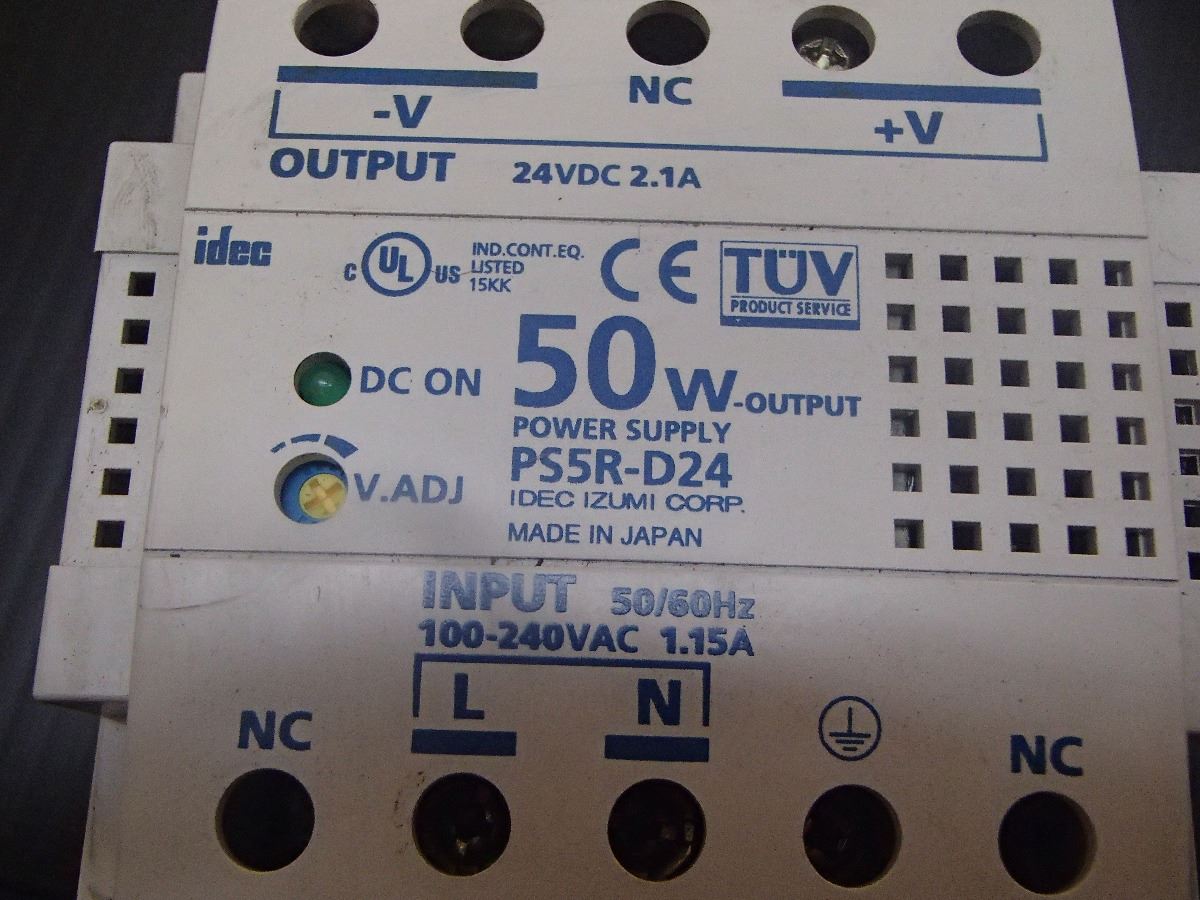 NC
-V
+V
OUTPUT 24VDC 2.1A
idec
C UL US
IND.CONT.EQ.
LISTED
15KK
CE
TÜV
PRODUCT SERVICE
DC ON
50W-OUTPUT
POWER SUPPLY
PS5R-D24
V.ADJ
IDEC IZUMI CORP.
MADE IN JAPAN
INPUT 50/60Hz
100-240VAC 1.15A
L N
NC
NC